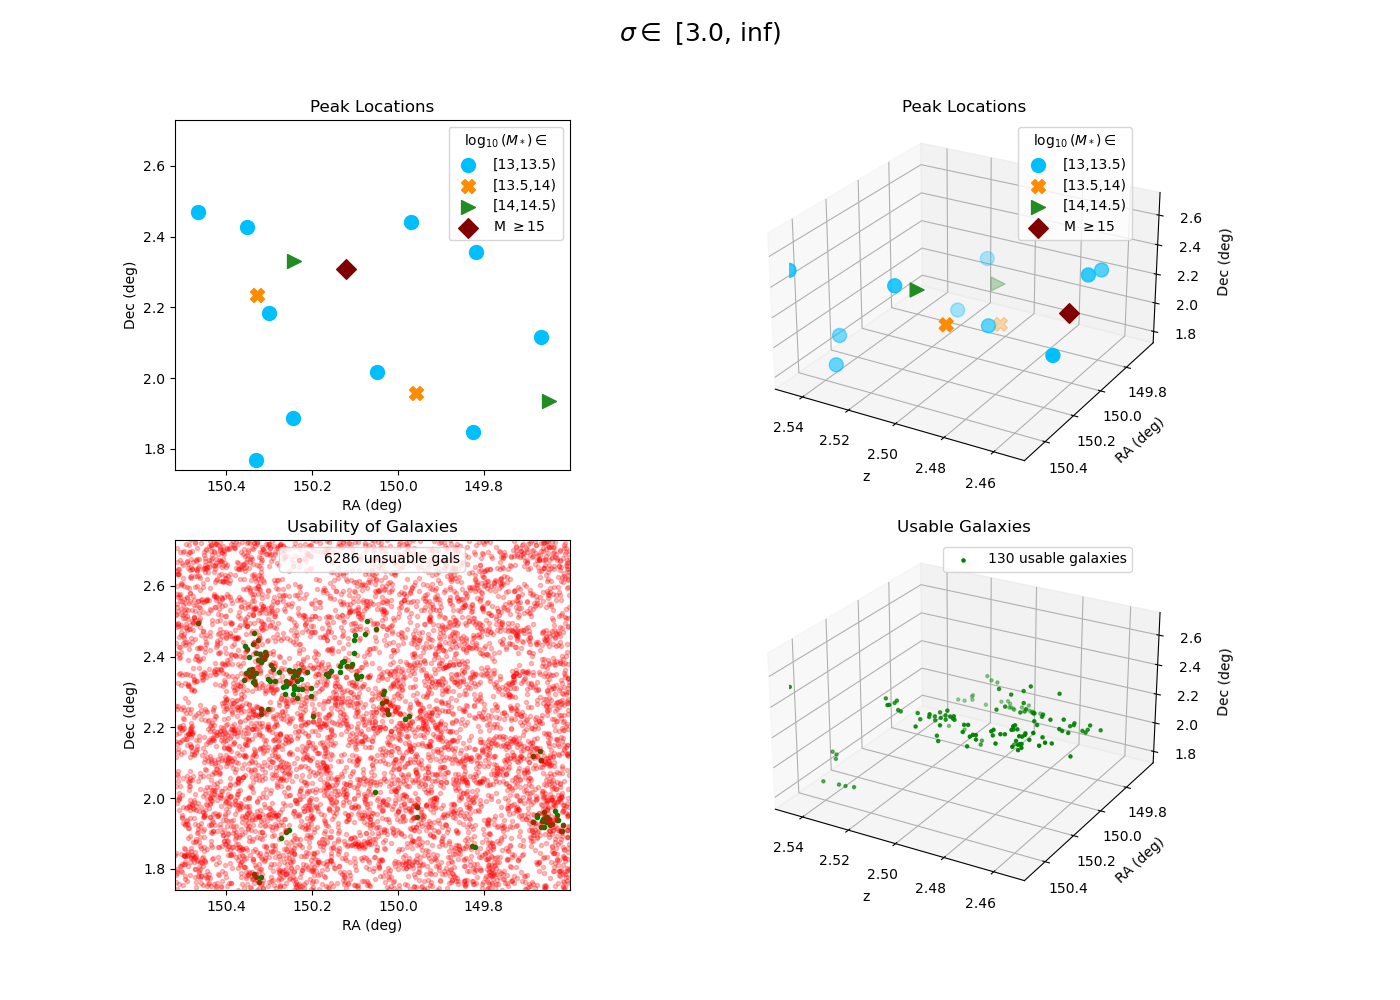 σ ∈ [3.0, inf)
Peak Locations
log₁₀(M*) ∈
[13,13.5)
[13.5,14)
[14,14.5)
M ≥15
2.6
2.4
2.2
2.0
1.8
Dec (deg)
150.4 150.2 150.0 149.8
RA (deg)
Peak Locations
log₁₀(M*) ∈
[13,13.5)
[13.5,14)
[14,14.5)
M ≥15
2.6
2.4
2.2
2.0
1.8
Dec (deg)
149.8
150.0
150.2
150.4
RA (deg)
2.54
2.52
2.50
2.48
2.46
z
Usability of Galaxies
6286 unsuable gals
2.6
2.4
2.2
2.0
1.8
Dec (deg)
150.4 150.2 150.0 149.8
RA (deg)
Usable Galaxies
130 usable galaxies
2.6
2.4
2.2
2.0
1.8
Dec (deg)
149.8
150.0
150.2
150.4
RA (deg)
2.54
2.52
2.50
2.48
2.46
z